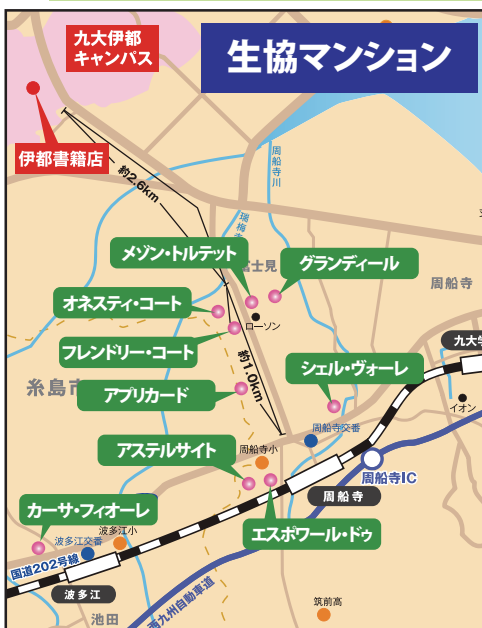 九大伊都
キャンパス
生協マンション
伊都書籍店
約2.6km
周船寺川
瑞梅寺
メゾン・トルテット
富士見
グランディール
周船寺
オネスティ・コート
ローソン
フレンドリー・コート
九大学
約1.0km
シェル・ヴォーレ
糸島市
アプリカード
イオン
周船寺交番
アステルサイト
周船寺小
周船寺IC
周船寺
カーサ・フィオーレ
エスポワール・ドゥ
波多江小
波多江交番
国道202号線
波多江
西九州自動車道
筑前高
池田